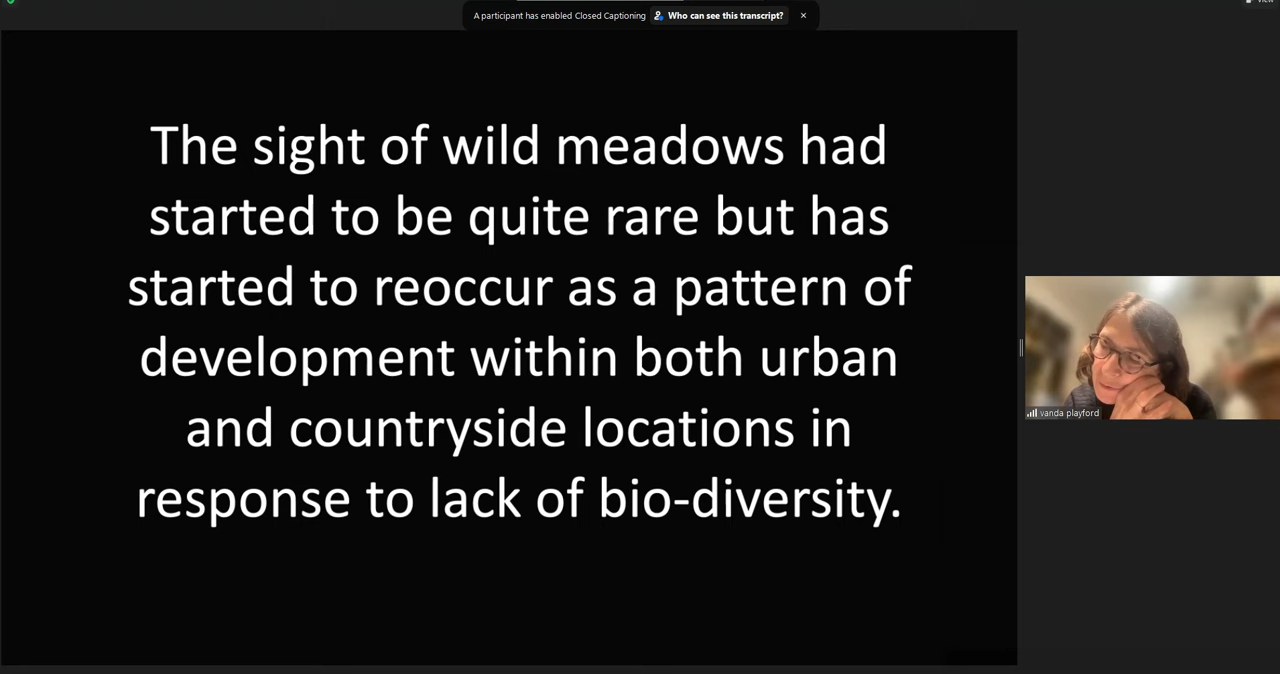 A participant has enabled Closed Captioning Who can see this transcript?
The sight of wild meadows had
started to be quite rare but has
started to reoccur as a pattern of
development within both urban
and countryside locations in
response to lack of bio-diversity.
vanda playford